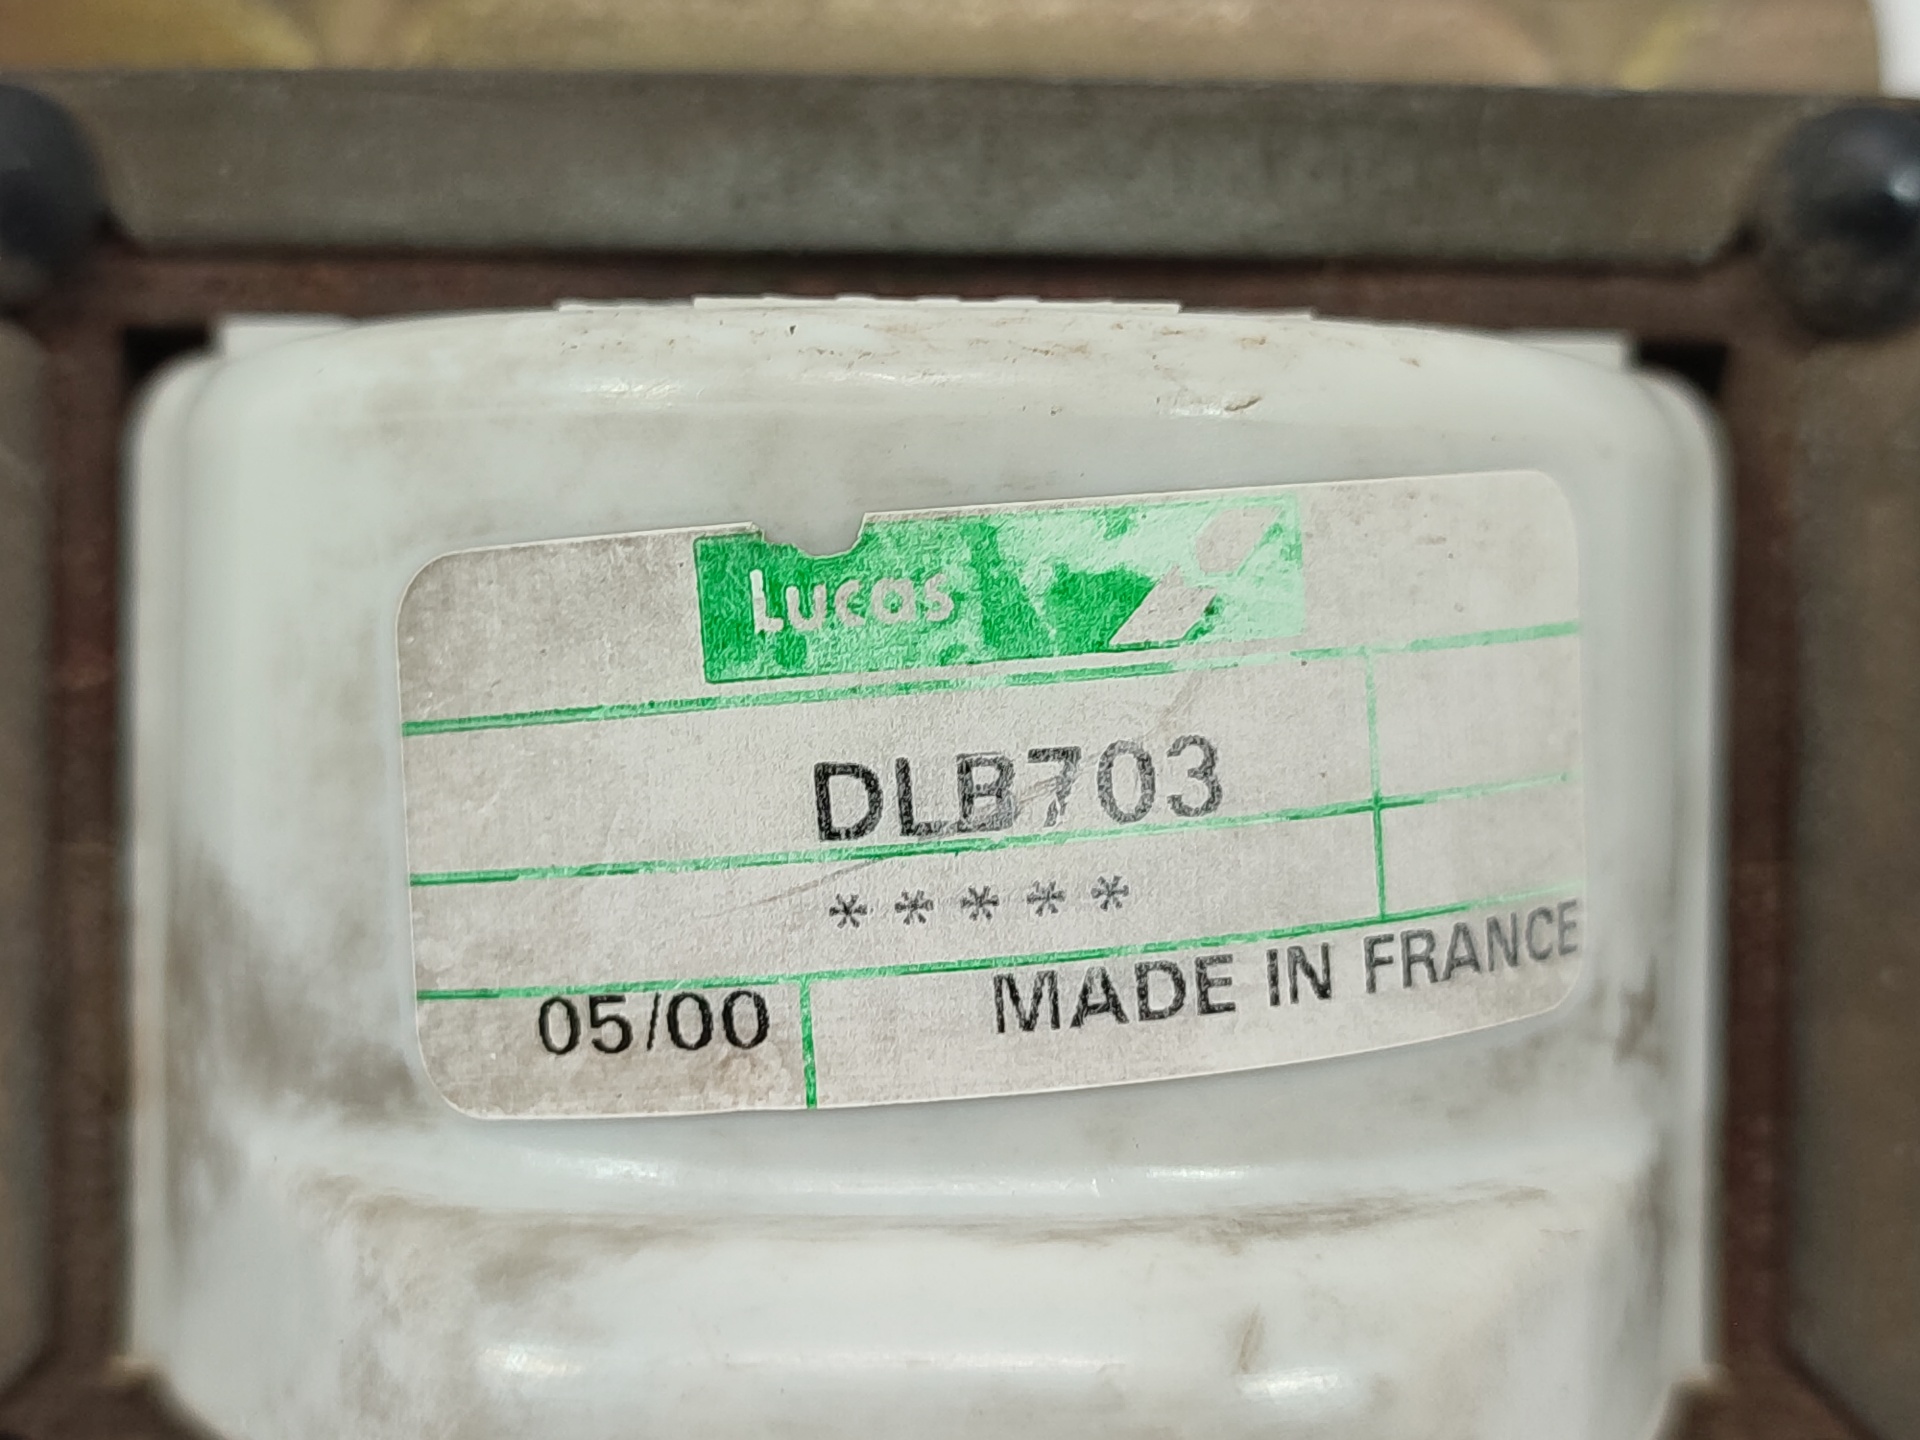 Lucas
DLB703
* * * * *
05/00 MADE IN FRANCE